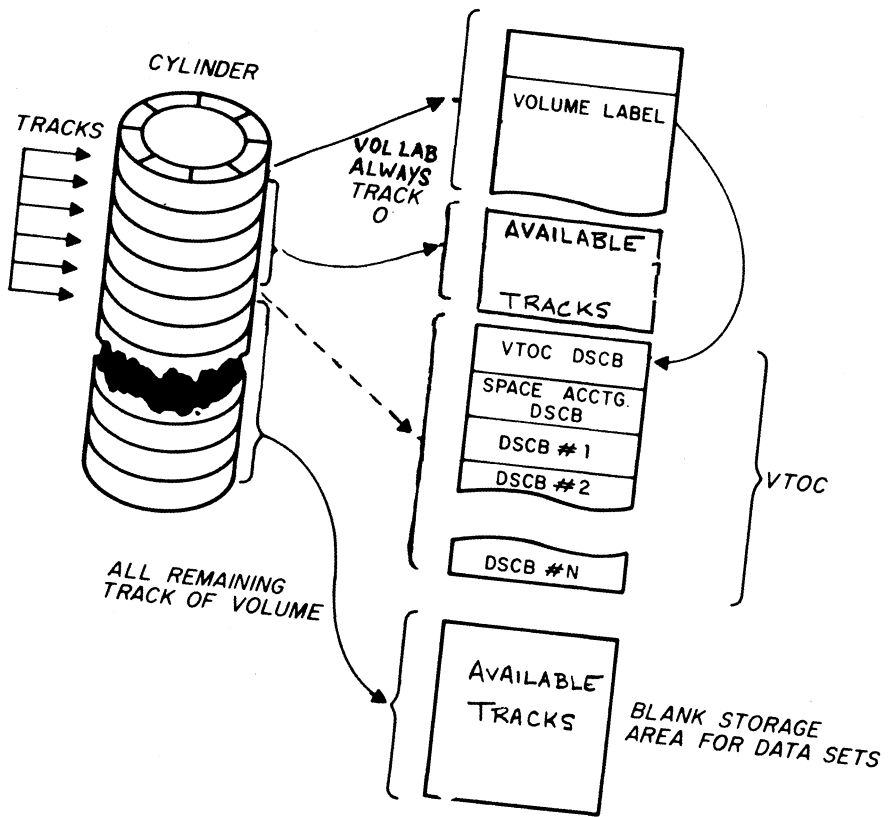 CYLINDER
TRACKS
VOL LAB
ALWAYS
TRACK
0
VOLUME LABEL
AVAILABLE
TRACKS
VTOC DSCB
SPACE ACCTG.
DSCB
DSCB #1
DSCB #2
DSCB #N
VTOC
ALL REMAINING
TRACK OF VOLUME
AVAILABLE
TRACKS
BLANK STORAGE
AREA FOR DATA SETS